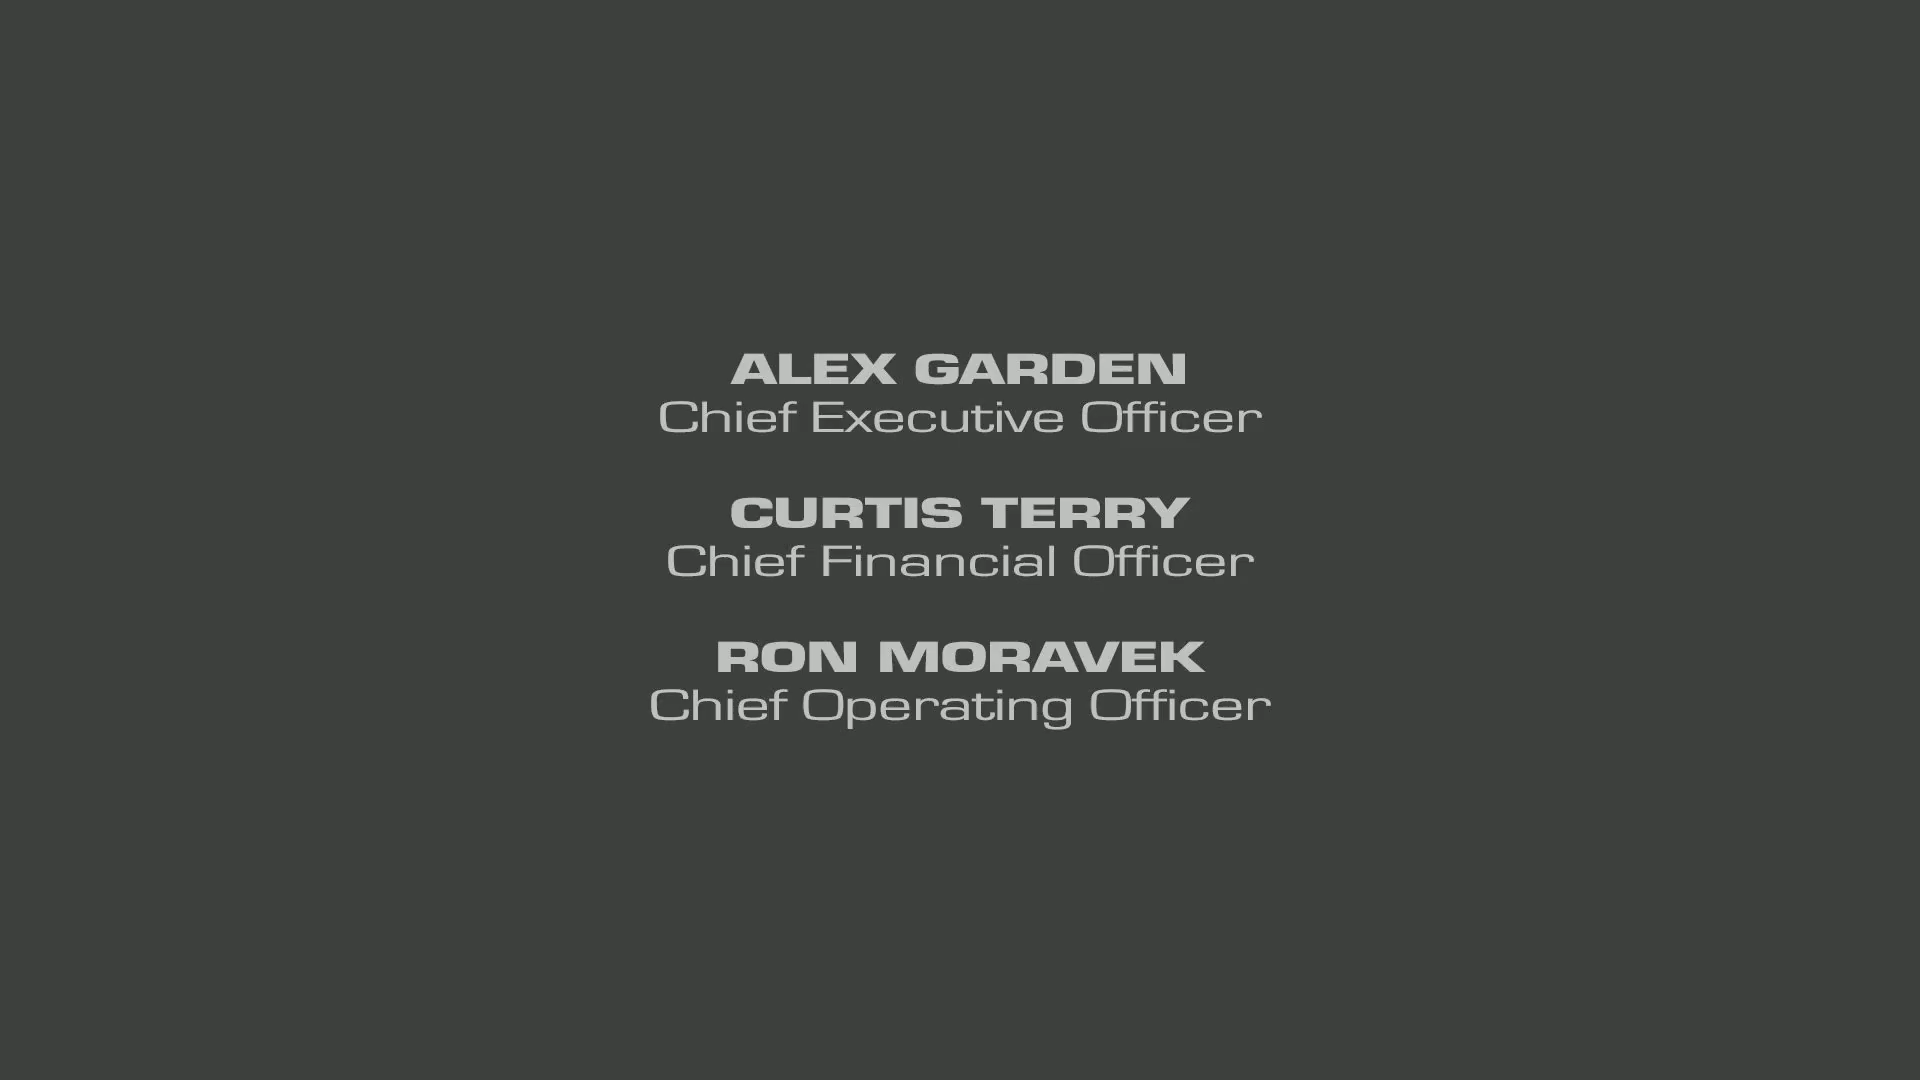 ALEX GARDEN
Chief Executive Officer
CURTIS TERRY
Chief Financial Officer
RON MORAVEK
Chief Operating Officer